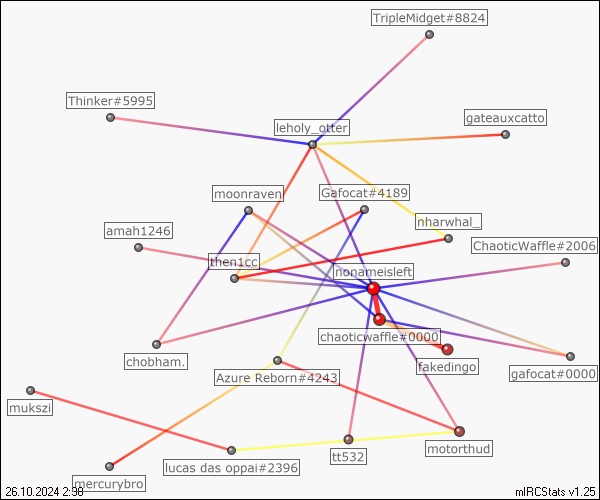 TripleMidget#8824
Thinker#5995
gateauxcatto
leholy_otter
moonraven
Gafocat#4189
nharwhal_
amah1246
ChaoticWaffle#2006
then1cc
nonameisleft
chaoticwaffle#0000
chobham.
fakedingo
gafocat#0000
Azure Reborn#4243
mukszi
motorthud
tt532
lucas das oppai#2396
mercurybro
26.10.2024 2:38
mIRCStats v1.25